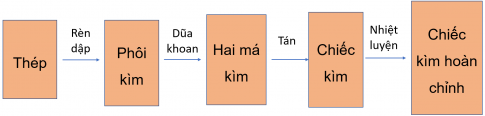 Thép
Rèn
dập
Phôi
kìm
Dũa
khoan
Hai má
kìm
Tán
Chiếc
kìm
Nhiệt
luyện
Chiếc
kìm hoàn
chỉnh